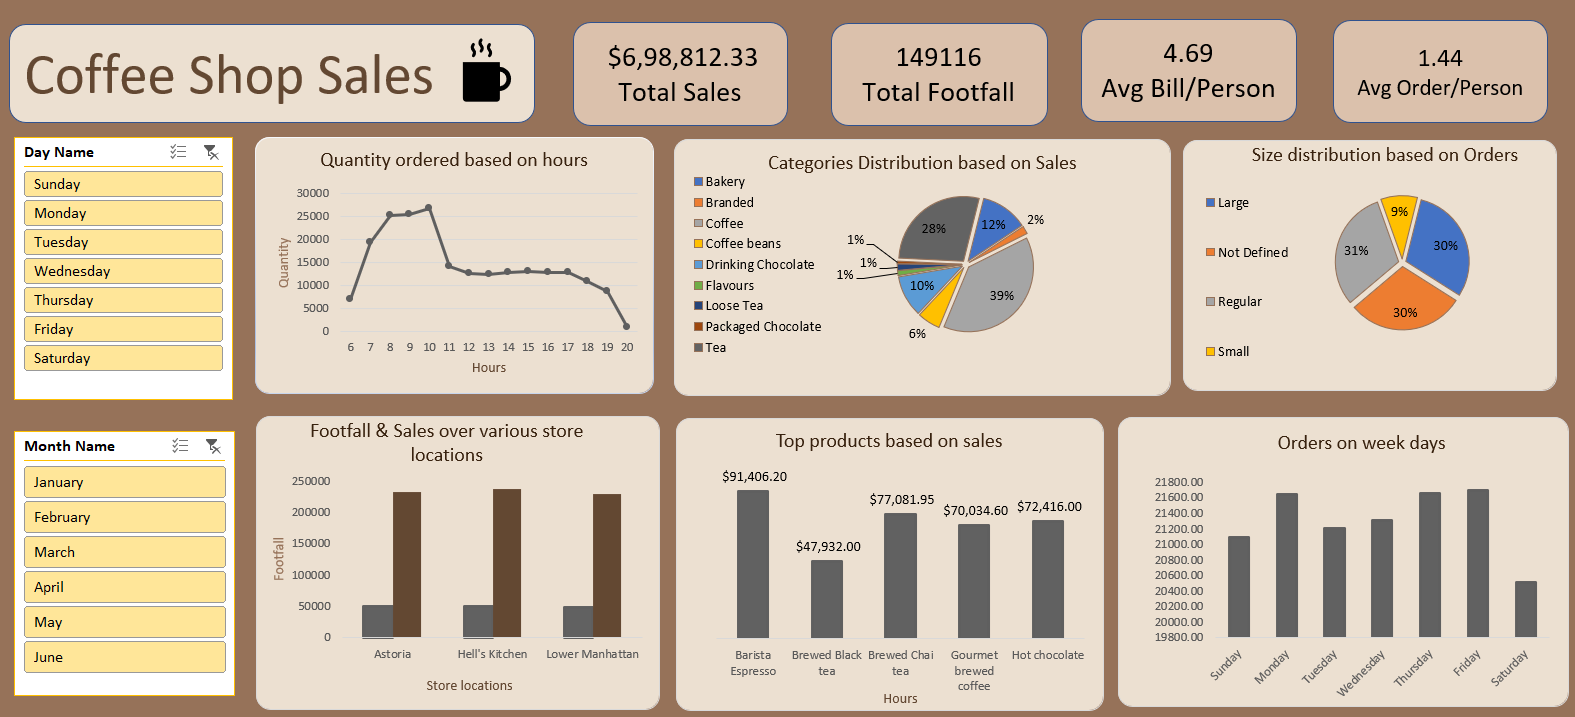 Coffee Shop Sales
$6,98,812.33
Total Sales
149116
Total Footfall
4.69
Avg Bill/Person
1.44
Avg Order/Person
Day Name
Sunday
Monday
Tuesday
Wednesday
Thursday
Friday
Saturday
Quantity ordered based on hours
30000
25000
20000
15000
10000
5000
0
Quantity
6 7 8 9 10 11 12 13 14 15 16 17 18 19 20
Hours
Categories Distribution based on Sales
Bakery
Branded
Coffee
Coffee beans
Drinking Chocolate
Flavours
Loose Tea
Packaged Chocolate
Tea
12%
2%
39%
6%
10%
1%
1%
1%
28%
Size distribution based on Orders
Large
Not Defined
Regular
Small
9%
30%
30%
31%
Month Name
January
February
March
April
May
June
Footfall & Sales over various store
locations
250000
200000
150000
100000
50000
0
Footfall
Astoria Hell's Kitchen Lower Manhattan
Store locations
Top products based on sales
$91,406.20
$47,932.00
$77,081.95
$70,034.60
$72,416.00
Barista
Espresso
Brewed Black
tea
Brewed Chai
tea
Gourmet
brewed
coffee
Hot chocolate
Hours
Orders on week days
21800.00
21600.00
21400.00
21200.00
21000.00
20800.00
20600.00
20400.00
20200.00
20000.00
19800.00
Sunday
Monday
Tuesday
Wednesday
Thursday
Friday
Saturday